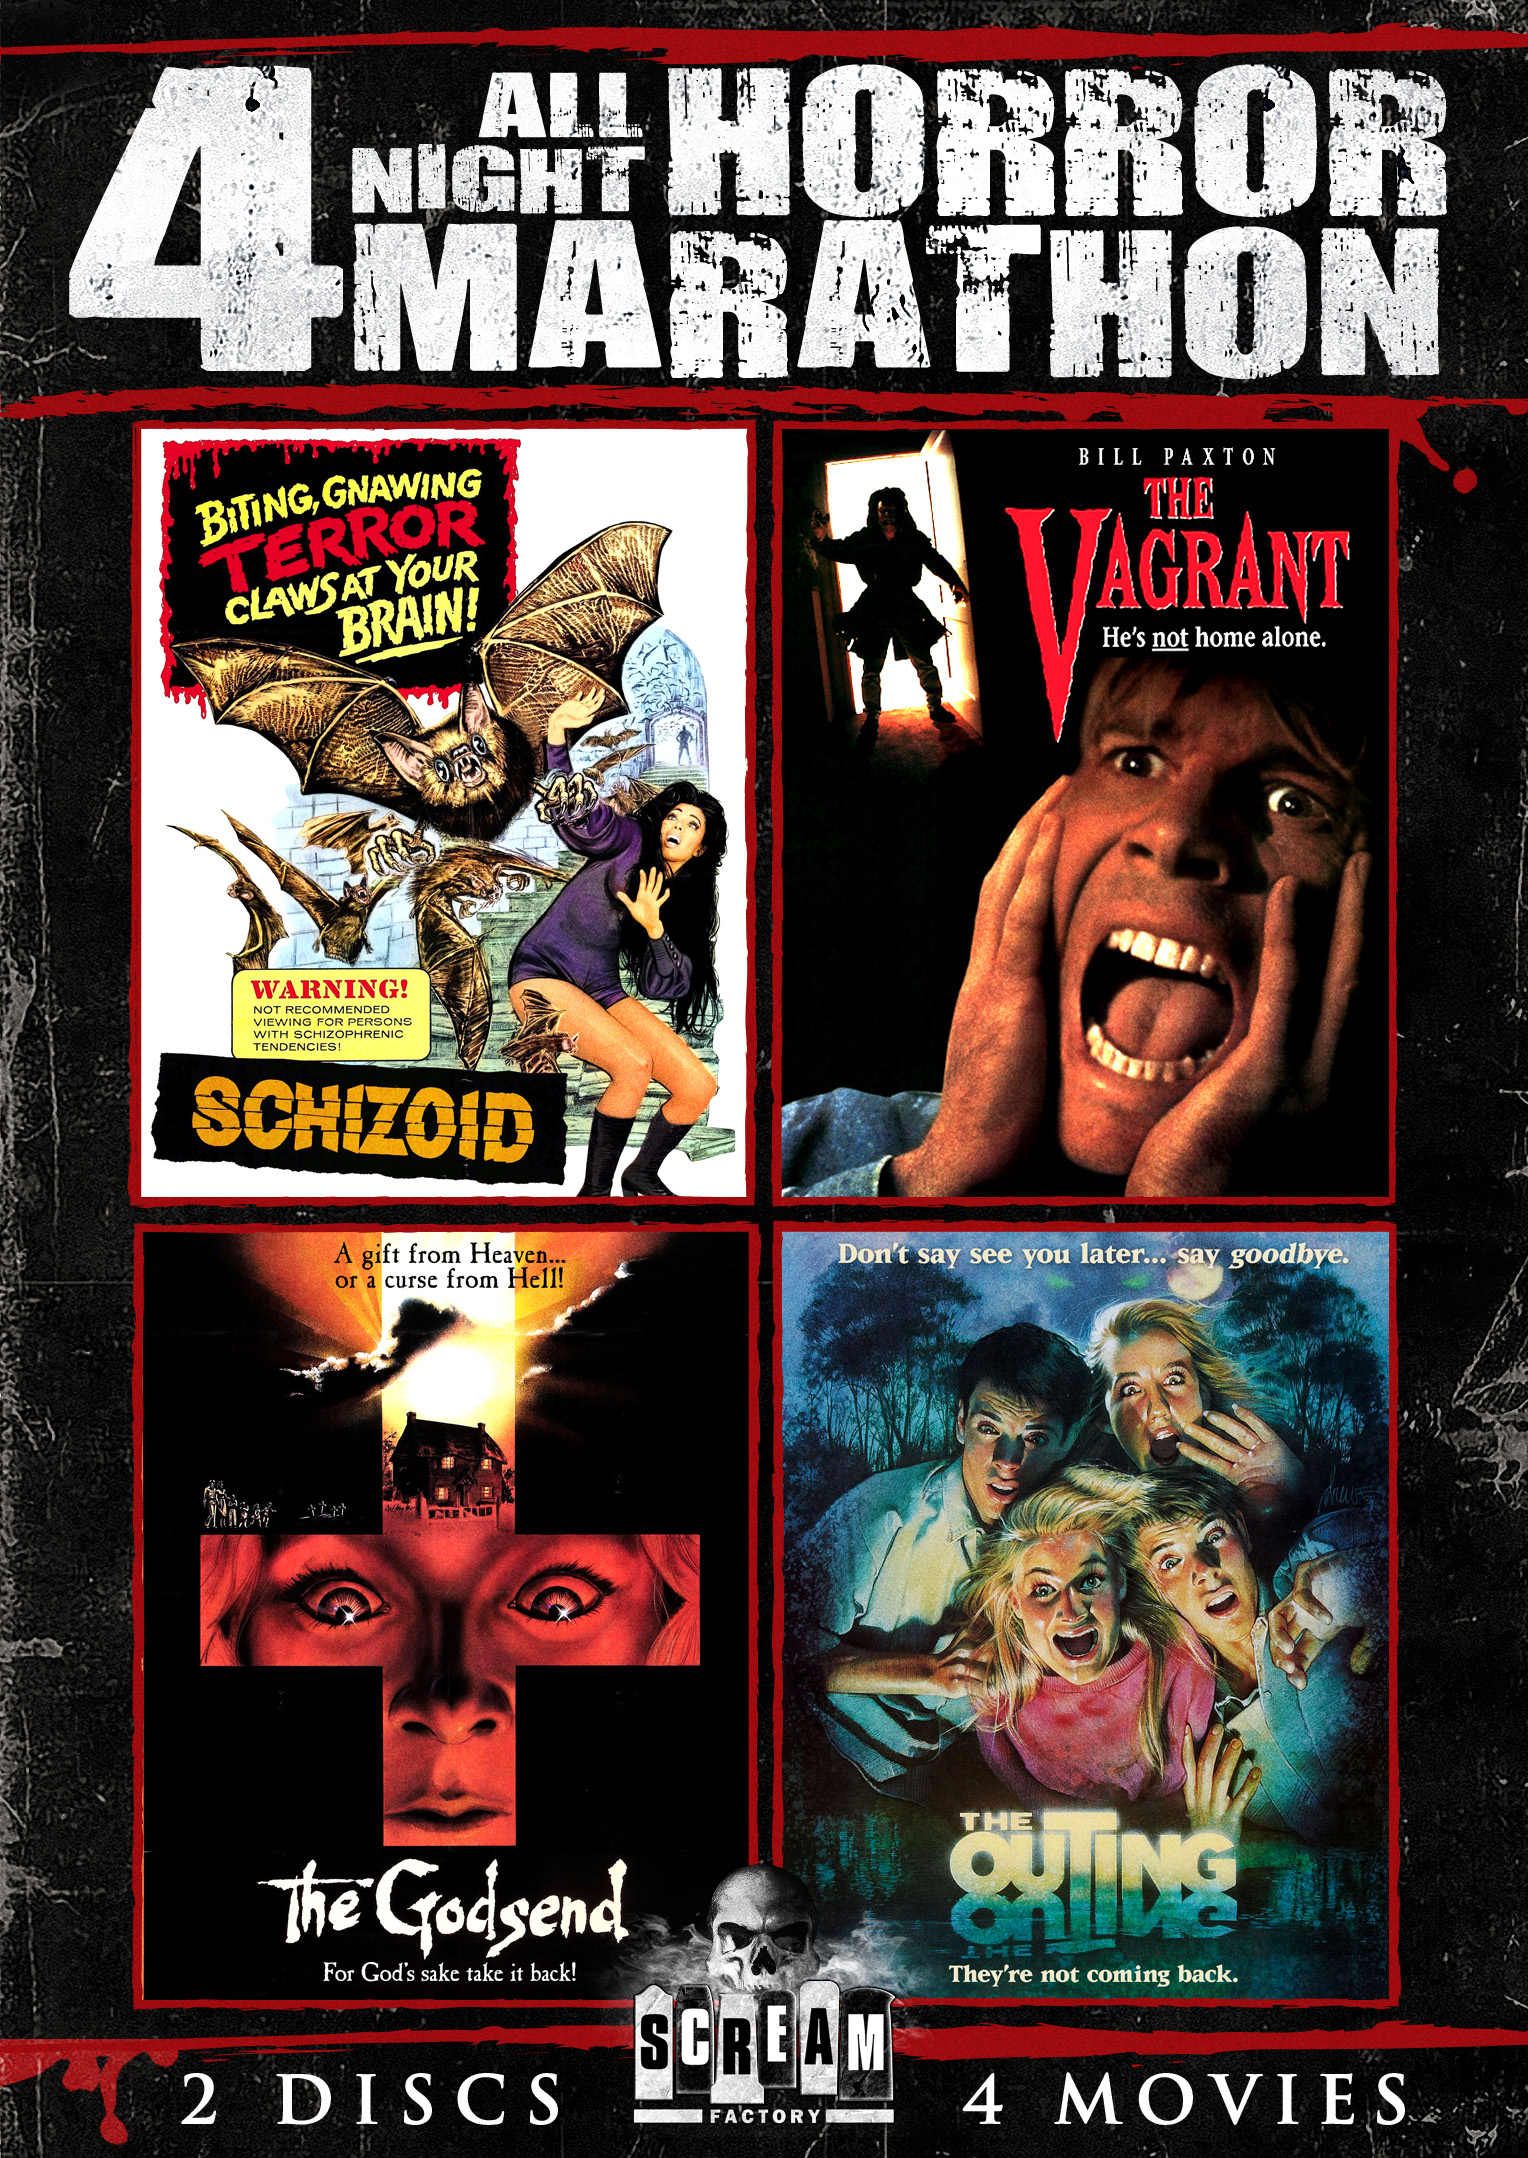 4 ALL NIGHT HORROR
MARATHON
BITING, GNAWING
TERROR
CLAWS AT YOUR
BRAIN!
WARNING!
NOT RECOMMENDED
VIEWING FOR PERSONS
WITH SCHIZOPHRENIC
TENDENCIES!
SCHIZOID
BILL PAXTON
THE
VAGRANT
He's not home alone.
A gift from Heaven...
or a curse from Hell!
the Godsend
For God's sake take it back!
Don't say see you later... say goodbye.
THE
OUTING
They're not coming back.
SCREAM
FACTORY
2 DISCS
4 MOVIES